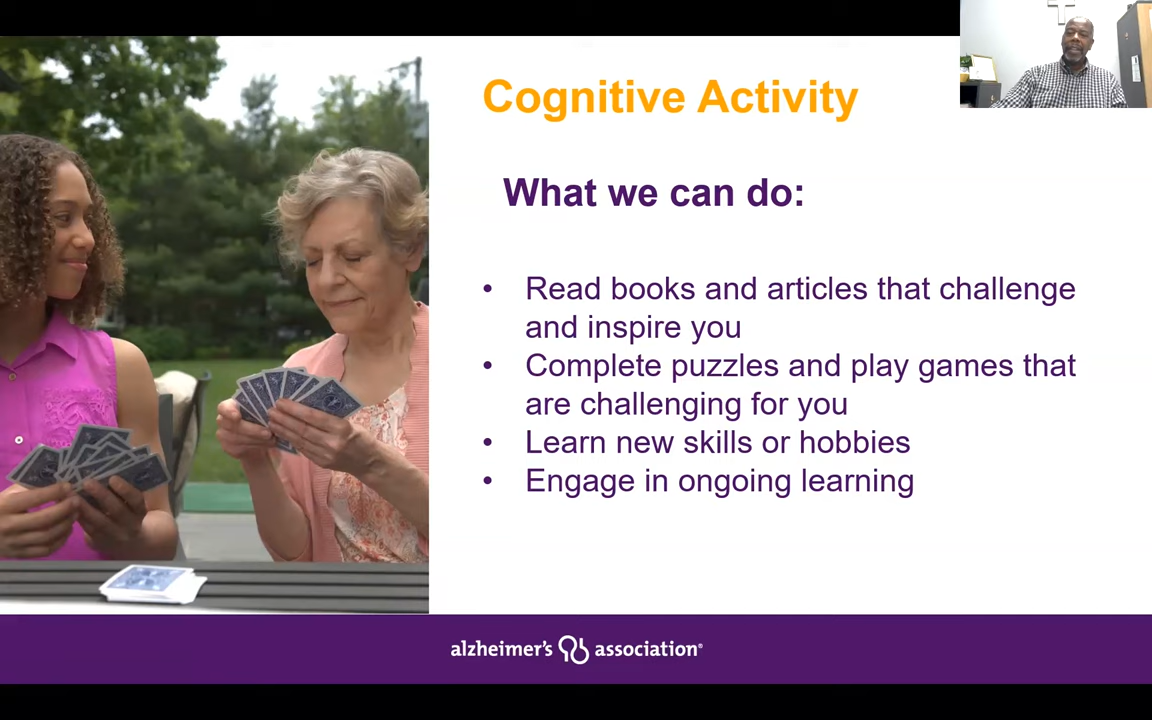 Cognitive Activity
What we can do:
• Read books and articles that challenge
and inspire you
• Complete puzzles and play games that
are challenging for you
• Learn new skills or hobbies
• Engage in ongoing learning
alzheimer's association®